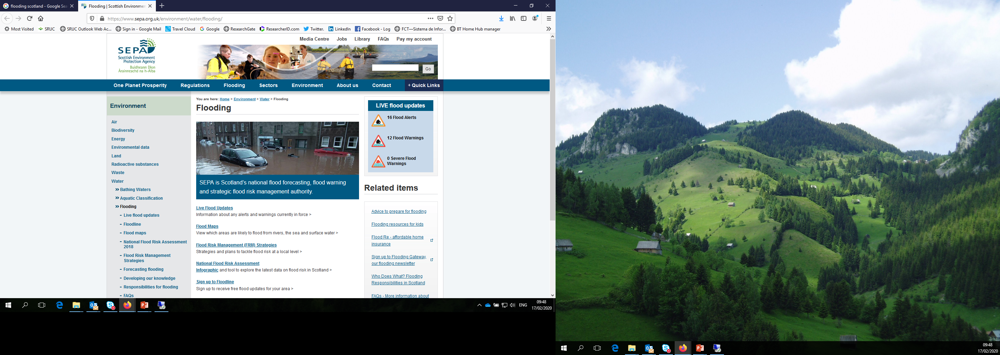 flooding scotland - Google Sea
Flooding | Scottish Environmen
https://www.sepa.org.uk/environment/water/flooding/
Most Visited
SRUC
SRUC Outlook Web Ac...
Sign in - Google Mail
Travel Cloud
Google
ResearchGate
ResearcherID.com
Twitter.
LinkedIn
Facebook - Log
FCT—Sistema de Infor...
BT Home Hub manager
SEPA
Scottish Environment
Protection Agency
Buidheann Dìon
Àrainneachd na h-Alba
Media Centre
Jobs
Library
FAQs
Pay my account
Go
One Planet Prosperity
Regulations
Flooding
Sectors
Environment
About us
Contact
+ Quick Links
Environment
Air
Biodiversity
Energy
Environmental data
Land
Radioactive substances
Waste
Water
Bathing Waters
Aquatic Classification
Flooding
- Live flood updates
- Floodline
- Flood maps
- National Flood Risk Assessment
2018
- Flood Risk Management
Strategies
- Forecasting flooding
- Developing our knowledge
- Responsibilities for flooding
- FAQs
You are here: Home > Environment > Water > Flooding
Flooding
SEPA is Scotland's national flood forecasting, flood warning
and strategic flood risk management authority.
Live Flood Updates
Information about any alerts and warnings currently in force >
Flood Maps
View which areas are likely to flood from rivers, the sea and surface water >
Flood Risk Management (FRM) Strategies
Strategies and plans to tackle flood risk at a local level >
National Flood Risk Assessment
Infographic and tool to explore the latest data on flood risk in Scotland >
Sign up to Floodline
Sign up to receive free flood updates for your area >
LIVE flood updates
16 Flood Alerts
12 Flood Warnings
0 Severe Flood
Warnings
Related items
Advice to prepare for flooding
Flooding resources for kids
Flood Re - affordable home
insurance
Sign up to Flooding Gateway,
our flooding newsletter
Who Does What? Flooding
Responsibilities in Scotland
FAQs - More information about
ENG
09:48
17/02/2020
09:48
17/02/2020